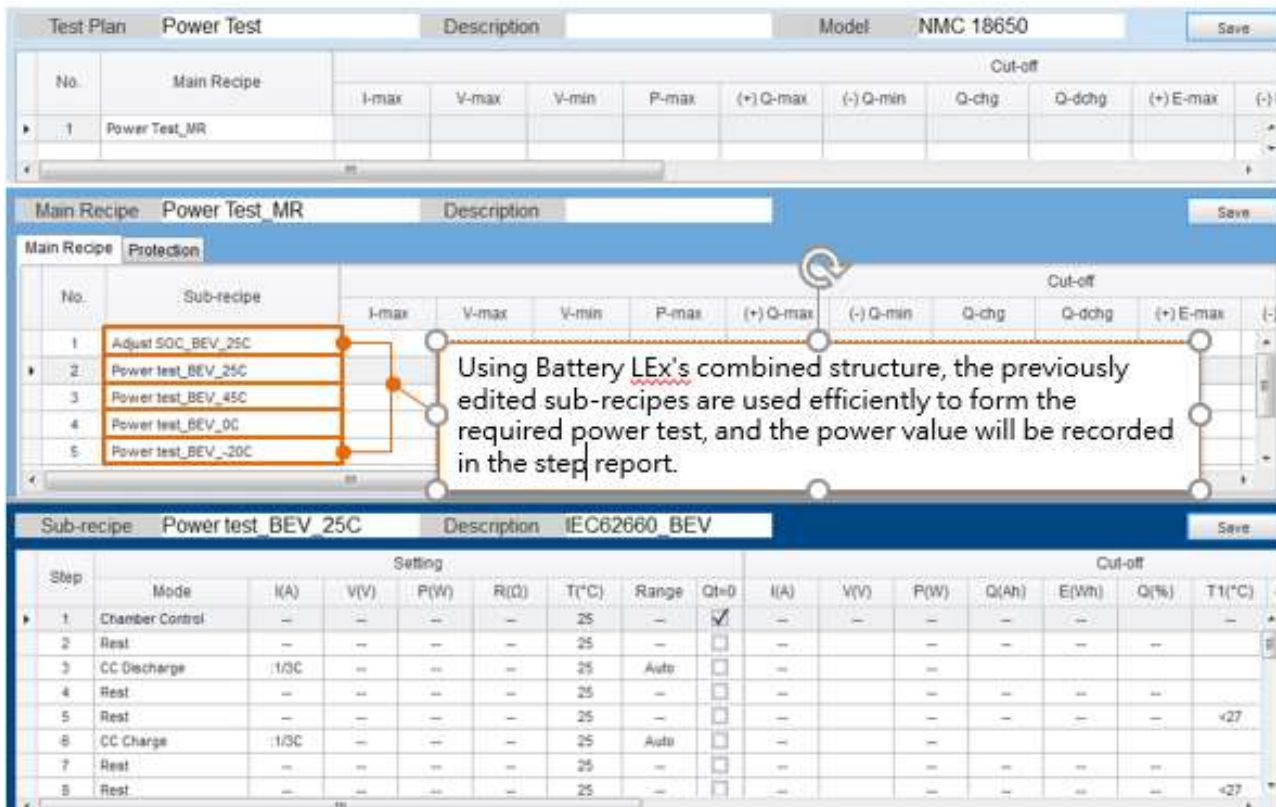 Test Plan Power Test Description Model NMC 18650 Save
Cut-off
No. Main Recipe
I-max V-max V-min P-max (+) Q-max (-) Q-min Q-chg Q-dchg (+) E-max
1 Power Test_MR
Main Recipe Power Test_MR Description Save
Main Recipe Protection
Cut-off
No. Sub-recipe
I-max V-max V-min P-max (+) Q-max (-) Q-min Q-chg Q-dchg (+) E-max
1 Adjust SOC_BEV_25C
2 Power test_BEV_25C
3 Power test_BEV_45C
4 Power test_BEV_0C
5 Power test_BEV_-20C
Using Battery LEx's combined structure, the previously
edited sub-recipes are used efficiently to form the
required power test, and the power value will be recorded
in the step report.
Sub-recipe Power test_BEV_25C Description IEC62660_BEV Save
Setting Cut-off
Step
Mode I(A) V(V) P(W) R(Ω) T(°C) Range Qt=0 I(A) V(V) P(W) Q(Ah) E(Wh) Q(%) T1(°C)
1 Chamber Control -- -- -- -- 25 -- -- -- -- -- -- --
2 Rest -- -- -- -- 25 -- -- -- -- -- --
3 CC Discharge :1/3C -- -- -- 25 Auto -- --
4 Rest -- -- -- -- 25 -- -- -- -- -- --
5 Rest -- -- -- -- 25 -- -- -- -- -- -- <27
6 CC Charge :1/3C -- -- -- 25 Auto -- --
7 Rest -- -- -- -- 25 -- -- -- -- -- --
8 Rest -- -- -- -- 25 -- -- -- -- -- -- <27